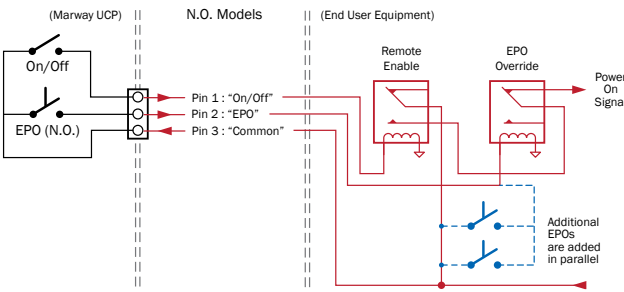 (Marway UCP)
N.O. Models
(End User Equipment)
On/Off
EPO (N.O.)
Pin 1 : “On/Off”
Pin 2 : “EPO”
Pin 3 : “Common”
Remote
Enable
EPO
Override
Power
On
Signal
Additional
EPOs
are added
in parallel